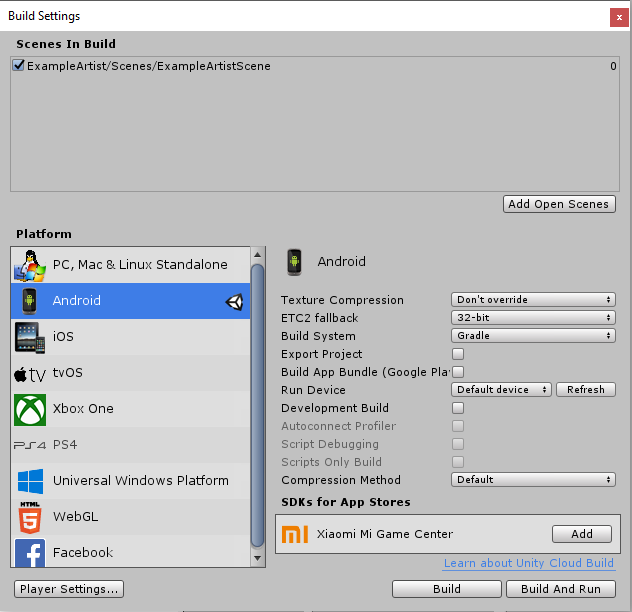 Build Settings
Scenes In Build
ExampleArtist/Scenes/ExampleArtistScene 0
Add Open Scenes
Platform
PC, Mac & Linux Standalone
Android
iOS
tv tvOS
Xbox One
PS4 PS4
Universal Windows Platform
HTML 5 WebGL
f Facebook
Android
Texture Compression Don't override
ETC2 fallback 32-bit
Build System Gradle
Export Project
Build App Bundle (Google Pla
Run Device Default device Refresh
Development Build
Autoconnect Profiler
Script Debugging
Scripts Only Build
Compression Method Default
SDKs for App Stores
mi Xiaomi Mi Game Center Add
Learn about Unity Cloud Build
Player Settings... Build Build And Run